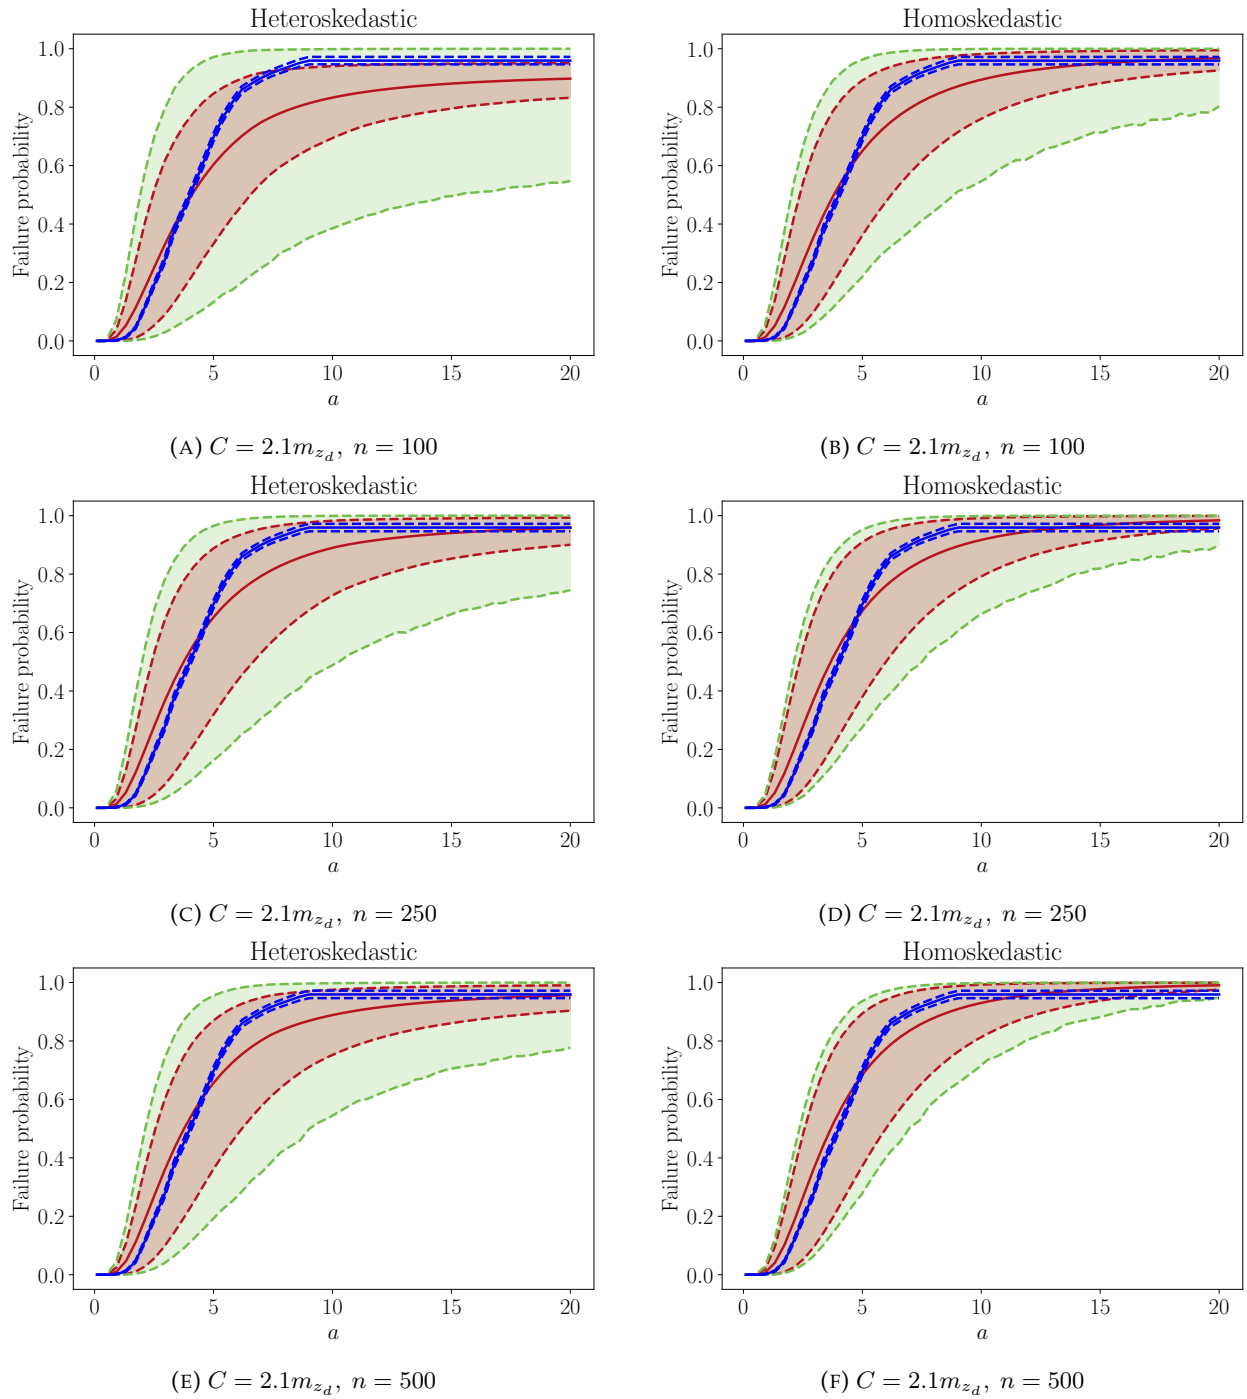 Heteroskedastic
Homoskedastic
1.0
0.8
0.6
0.4
0.2
0.0
Failure probability
0
5
10
15
20
a
1.0
0.8
0.6
0.4
0.2
0.0
Failure probability
0
5
10
15
20
a
(A) C = 2.1m_{z_d}, n = 100
(B) C = 2.1m_{z_d}, n = 100
Heteroskedastic
Homoskedastic
1.0
0.8
0.6
0.4
0.2
0.0
Failure probability
0
5
10
15
20
a
1.0
0.8
0.6
0.4
0.2
0.0
Failure probability
0
5
10
15
20
a
(C) C = 2.1m_{z_d}, n = 250
(D) C = 2.1m_{z_d}, n = 250
Heteroskedastic
Homoskedastic
1.0
0.8
0.6
0.4
0.2
0.0
Failure probability
0
5
10
15
20
a
1.0
0.8
0.6
0.4
0.2
0.0
Failure probability
0
5
10
15
20
a
(E) C = 2.1m_{z_d}, n = 500
(F) C = 2.1m_{z_d}, n = 500